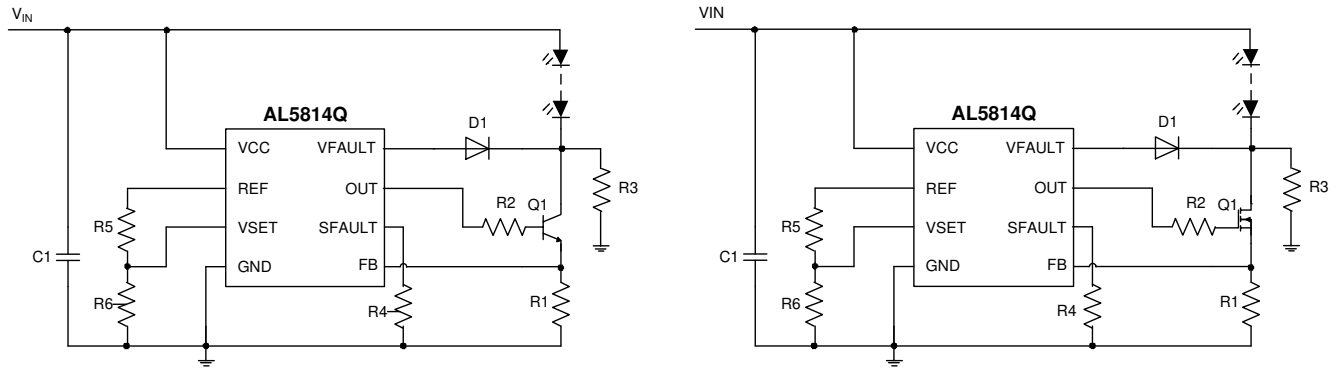 VIN
AL5814Q
VCC
REF
VSET
GND
VFAULT
OUT
SFAULT
FB
D1
R2
Q1
R3
R5
R6
C1
R4
R1
VIN
AL5814Q
VCC
REF
VSET
GND
VFAULT
OUT
SFAULT
FB
D1
R2
Q1
R3
R5
R6
C1
R4
R1